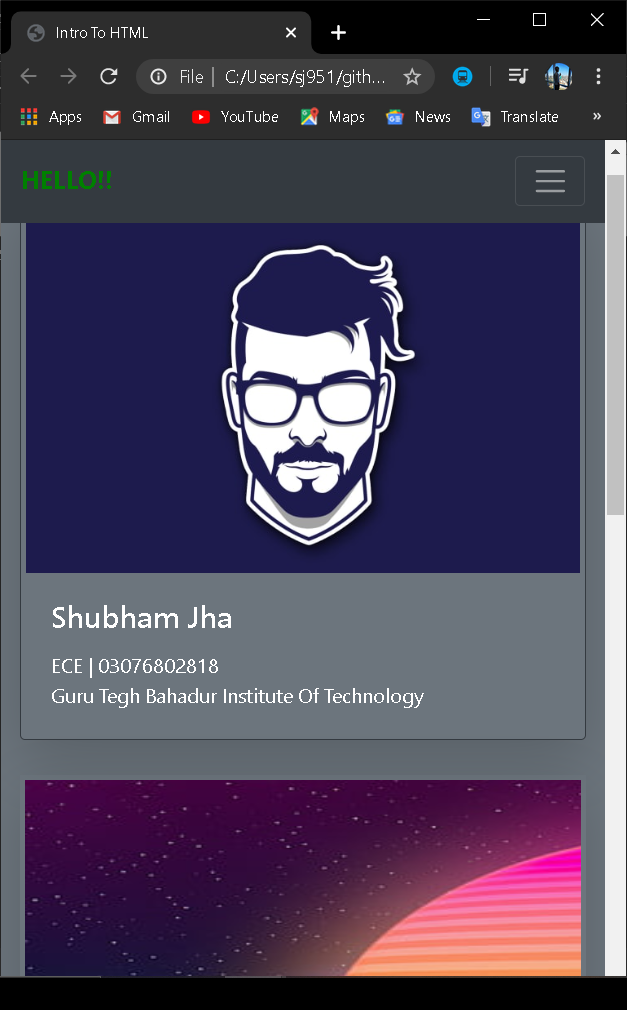 Intro To HTML
File | C:/Users/sj951/gith...
Apps Gmail YouTube Maps News Translate »
HELLO!!
Shubham Jha
ECE | 03076802818
Guru Tegh Bahadur Institute Of Technology